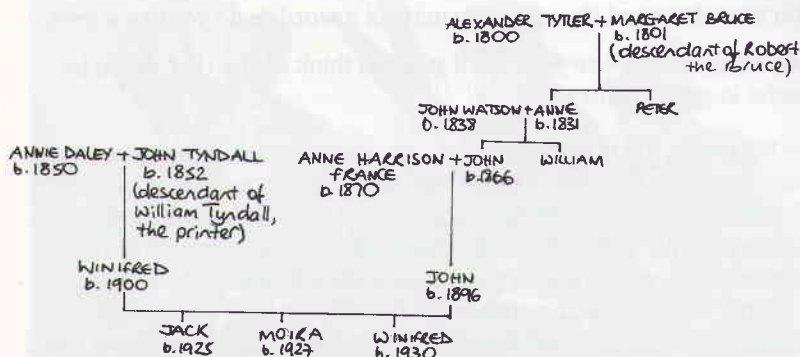 ALEXANDER TYTLER + MARGARET BRUCE
b. 1800
b. 1801
(descendant of Robert
the Bruce)
JOHN WATSON + ANNE
b. 1838
b. 1831
PETER
ANNIE DALEY + JOHN TYNDALL
b. 1850
b. 1852
(descendant of
William Tyndall,
the printer)
ANNE HARRISON + JOHN
FRANCE
b. 1870
b. 1866
WILLIAM
WINIFRED
b. 1900
JOHN
b. 1896
JACK
b. 1925
MOIRA
b. 1927
WINIFRED
b. 1930